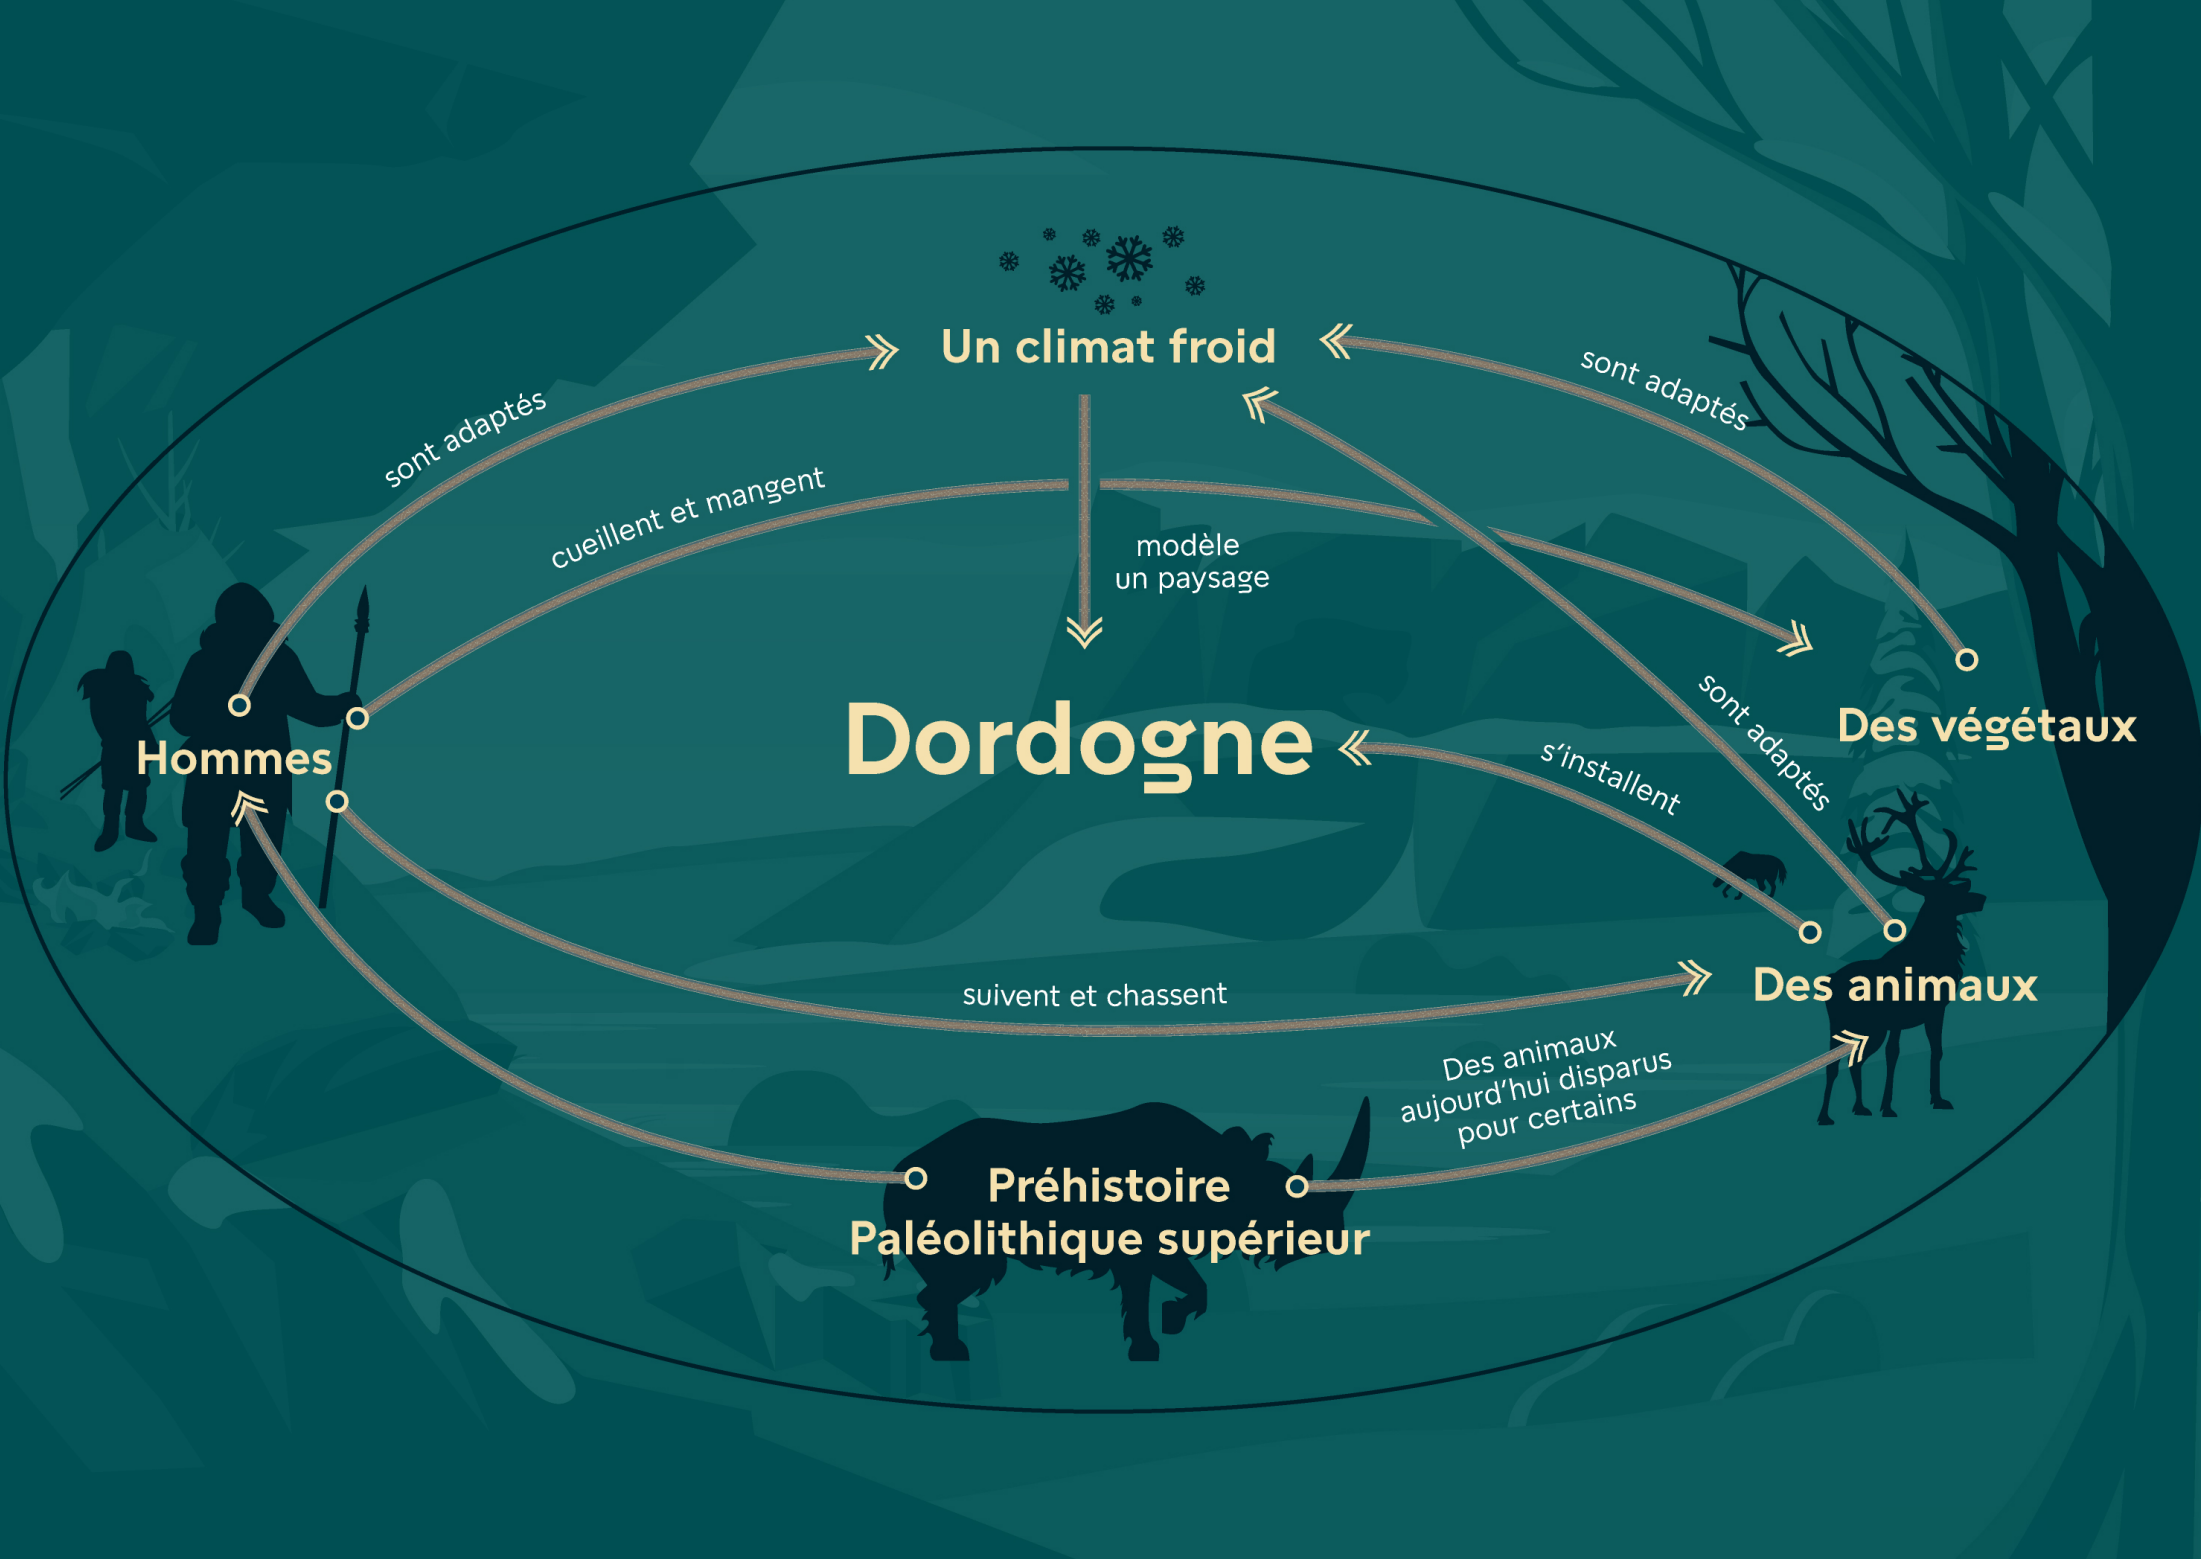 Un climat froid
sont adaptés
sont adaptés
cueillent et mangent
modèle
un paysage
Dordogne
Des végétaux
Hommes
sont adaptés
s'installent
Des animaux
suivent et chassent
Des animaux
aujourd'hui disparus
pour certains
Préhistoire
Paléolithique supérieur